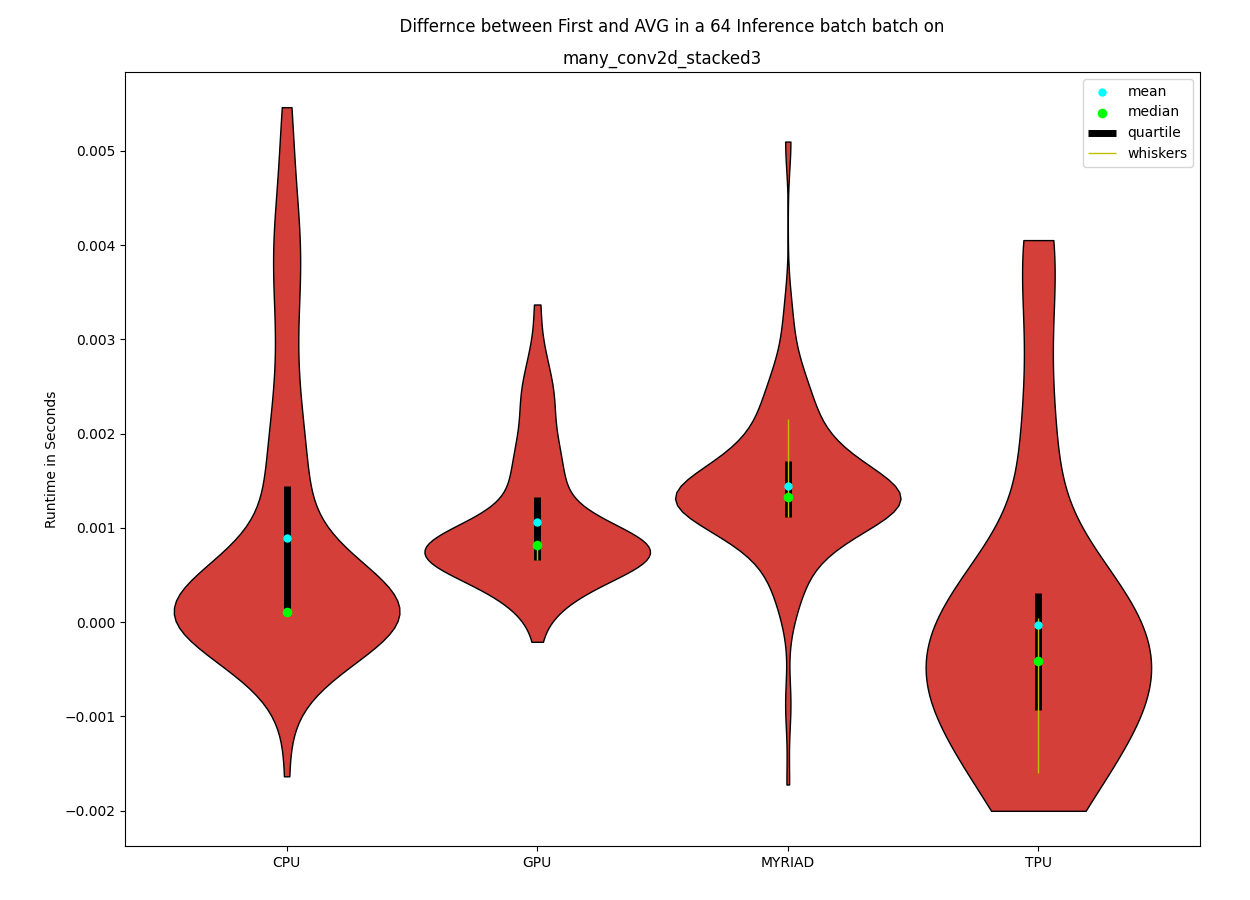 Differnce between First and AVG in a 64 Inference batch batch on
many_conv2d_stacked3
mean
median
quartile
whiskers
Runtime in Seconds
0.005
0.004
0.003
0.002
0.001
0.000
−0.001
−0.002
CPU
GPU
MYRIAD
TPU